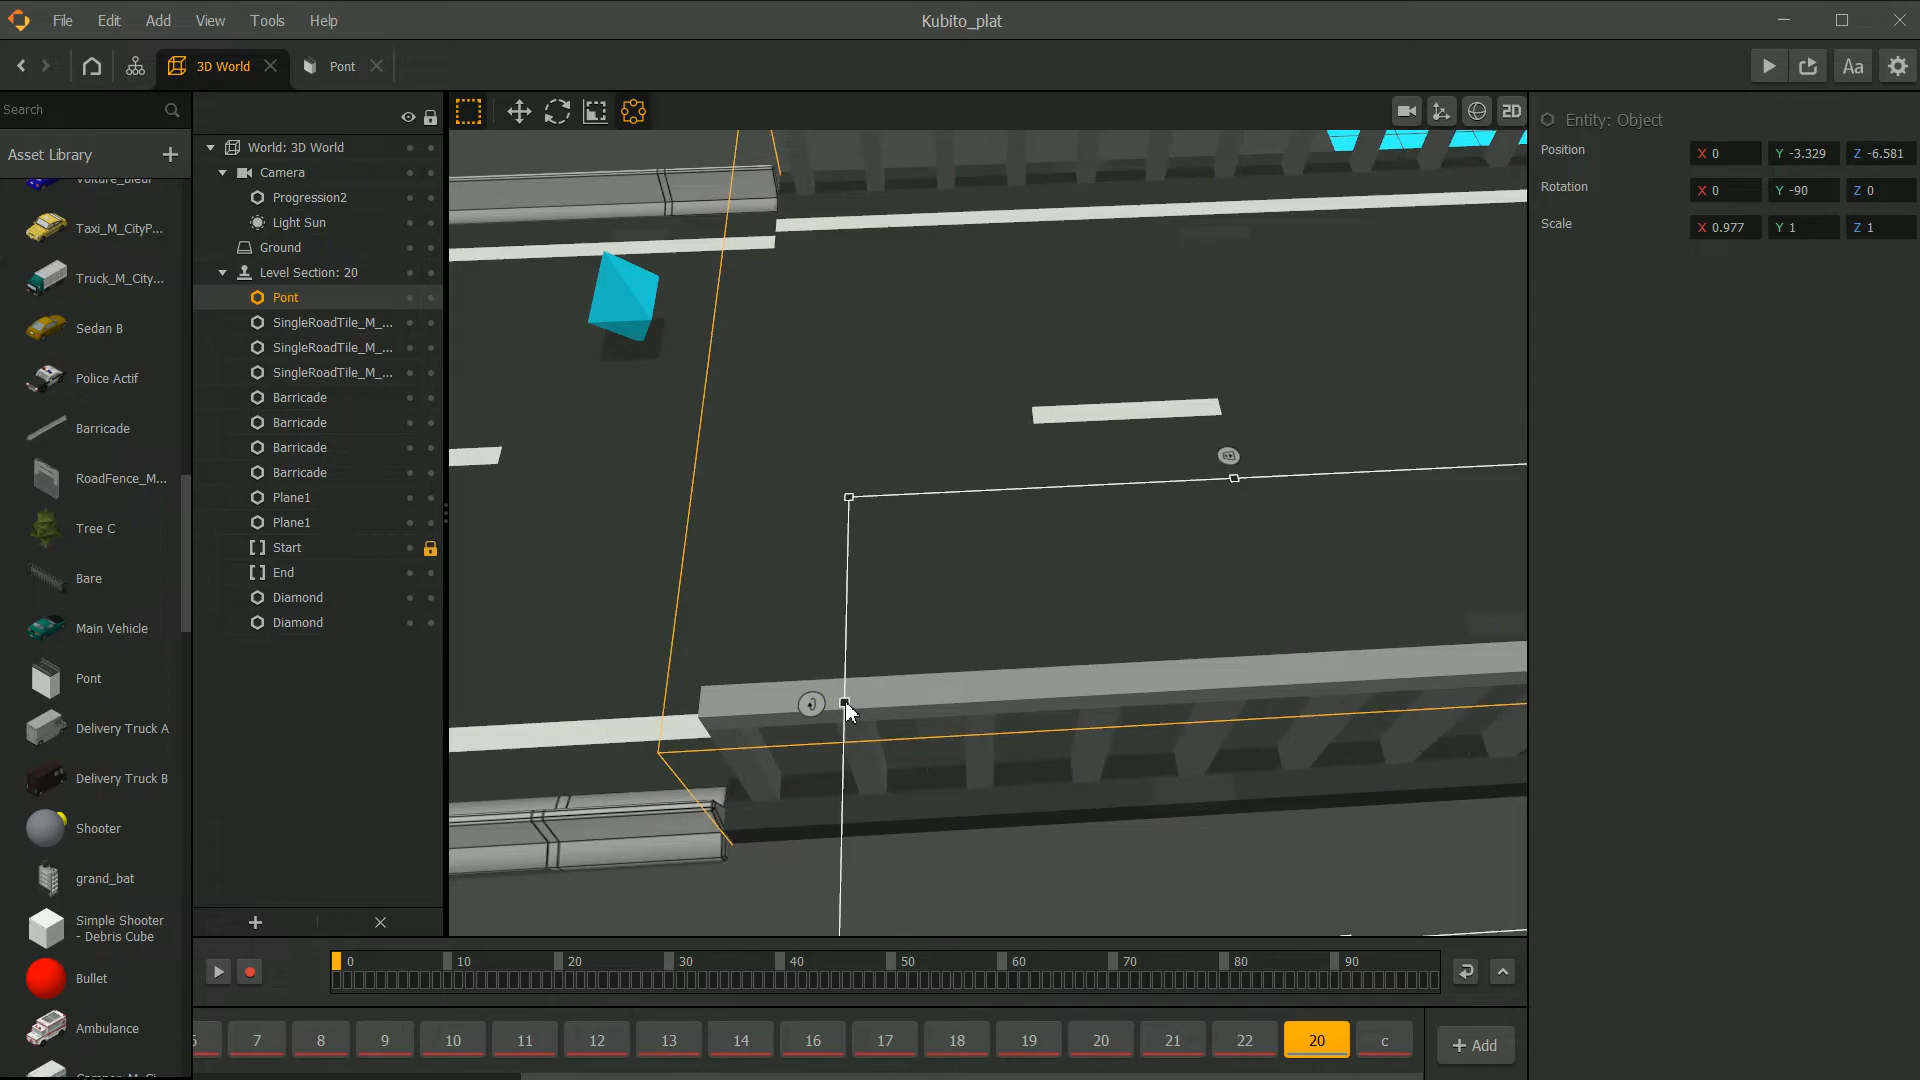 File Edit Add View Tools Help
Kubito_plat
3D World
Pont
Aa
Search
Asset Library
Voiture_bleui
Taxi_M_CityP...
Truck_M_City...
Sedan B
Police Actif
Barricade
RoadFence_M...
Tree C
Bare
Main Vehicle
Pont
Delivery Truck A
Delivery Truck B
Shooter
grand_bat
Simple Shooter
- Debris Cube
Bullet
Ambulance
World: 3D World
Camera
Progression2
Light Sun
Ground
Level Section: 20
Pont
SingleRoadTile_M_...
SingleRoadTile_M_...
SingleRoadTile_M_...
Barricade
Barricade
Barricade
Barricade
Plane1
Plane1
Start
End
Diamond
Diamond
2D
Entity: Object
Position X 0 Y -3.329 Z -6.581
Rotation X 0 Y -90 Z 0
Scale X 0.977 Y 1 Z 1
0 10 20 30 40 50 60 70 80 90
7 8 9 10 11 12 13 14 16 17 18 19 20 21 22 20 c
+ Add